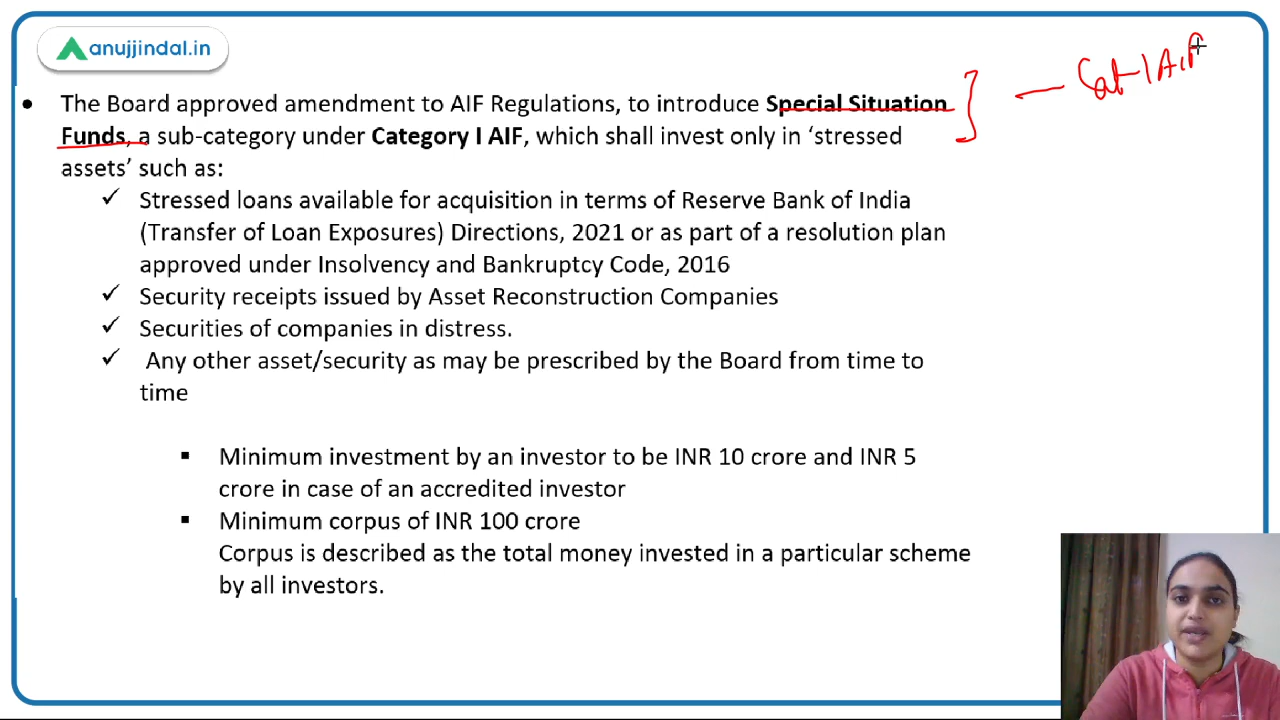 anujjindal.in
• The Board approved amendment to AIF Regulations, to introduce Special Situation
Cat-1 AIF
Funds, a sub-category under Category I AIF, which shall invest only in ‘stressed
assets’ such as:
✓ Stressed loans available for acquisition in terms of Reserve Bank of India
(Transfer of Loan Exposures) Directions, 2021 or as part of a resolution plan
approved under Insolvency and Bankruptcy Code, 2016
✓ Security receipts issued by Asset Reconstruction Companies
✓ Securities of companies in distress.
✓ Any other asset/security as may be prescribed by the Board from time to
time
▪ Minimum investment by an investor to be INR 10 crore and INR 5
crore in case of an accredited investor
▪ Minimum corpus of INR 100 crore
Corpus is described as the total money invested in a particular scheme
by all investors.